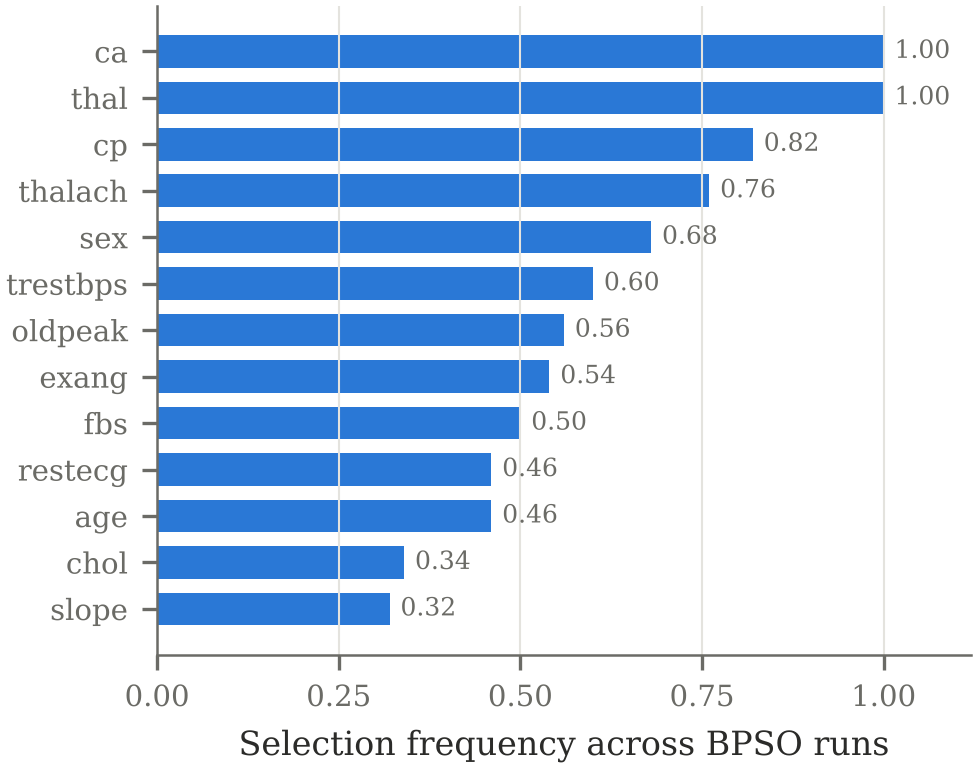 ca 1.00
thal 1.00
cp 0.82
thalach 0.76
sex 0.68
trestbps 0.60
oldpeak 0.56
exang 0.54
fbs 0.50
restecg 0.46
age 0.46
chol 0.34
slope 0.32
0.00 0.25 0.50 0.75 1.00
Selection frequency across BPSO runs